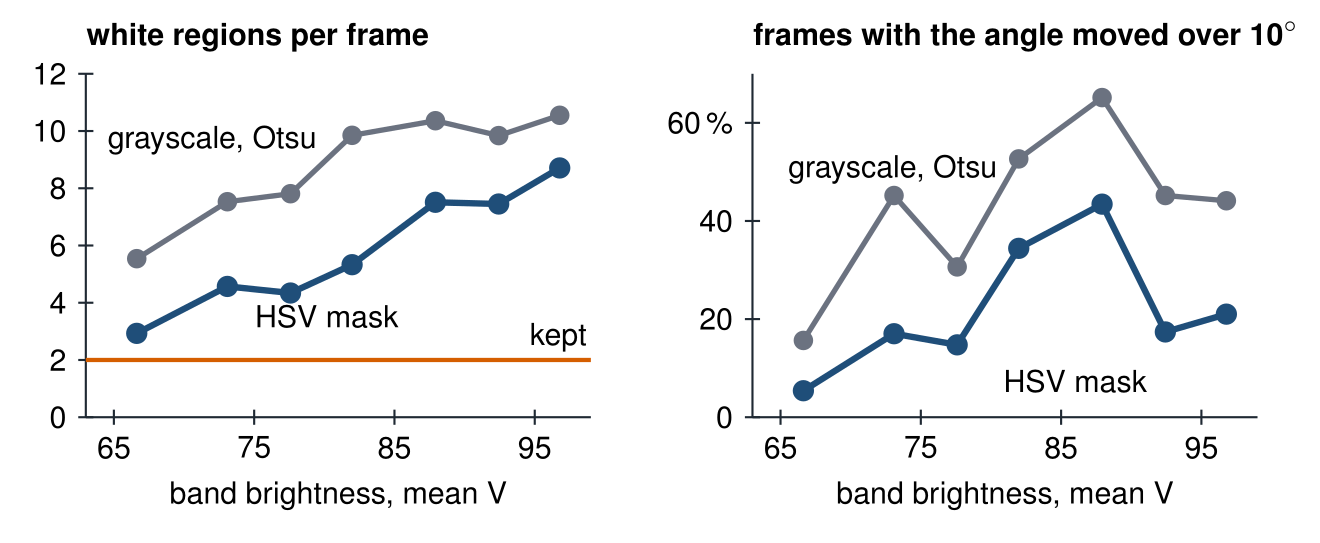 white regions per frame
12
10
8
6
4
2
0
grayscale, Otsu
HSV mask
kept
65 75 85 95
band brightness, mean V
frames with the angle moved over 10°
60 %
40
20
0
grayscale, Otsu
HSV mask
65 75 85 95
band brightness, mean V